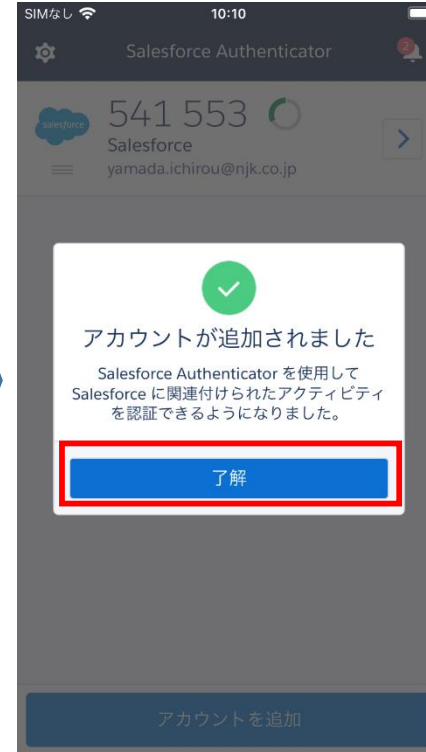 SIMなし 10:10
Salesforce Authenticator
2
541 553
salesforce
Salesforce
yamada.ichirou@njk.co.jp
アカウントが追加されました
Salesforce Authenticator を使用して
Salesforce に関連付けられたアクティビティ
を認証できるようになりました。
了解
アカウントを追加